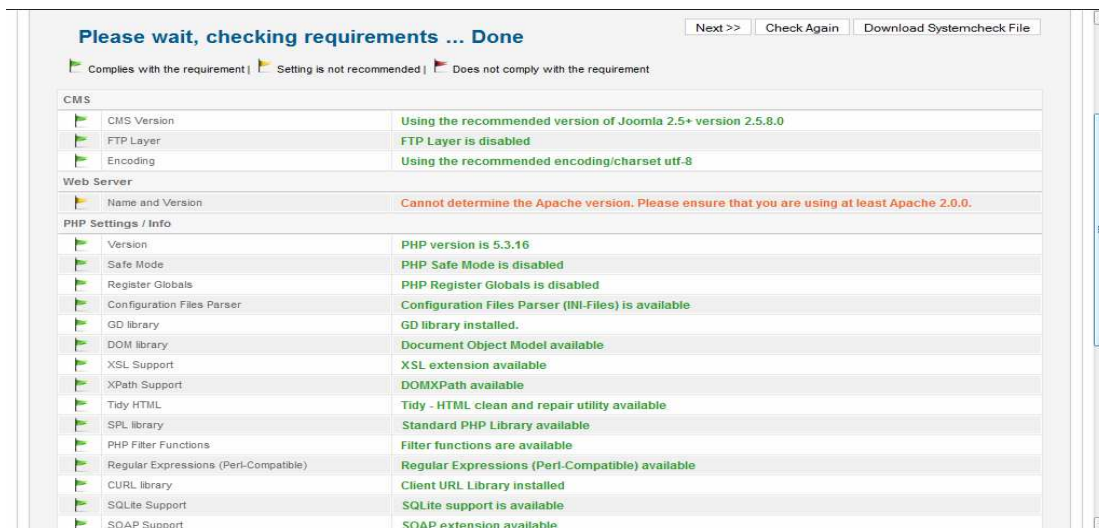 Please wait, checking requirements ... Done
Next >> Check Again Download Systemcheck File
Complies with the requirement | Setting is not recommended | Does not comply with the requirement
CMS
CMS Version Using the recommended version of Joomla 2.5+ version 2.5.8.0
FTP Layer FTP Layer is disabled
Encoding Using the recommended encoding/charset utf-8
Web Server
Name and Version Cannot determine the Apache version. Please ensure that you are using at least Apache 2.0.0.
PHP Settings / Info
Version PHP version is 5.3.16
Safe Mode PHP Safe Mode is disabled
Register Globals PHP Register Globals is disabled
Configuration Files Parser Configuration Files Parser (INI-Files) is available
GD library GD library installed.
DOM library Document Object Model available
XSL Support XSL extension available
XPath Support DOMXPath available
Tidy HTML Tidy - HTML clean and repair utility available
SPL library Standard PHP Library available
PHP Filter Functions Filter functions are available
Regular Expressions (Perl-Compatible) Regular Expressions (Perl-Compatible) available
CURL library Client URL Library installed
SQLite Support SQLite support is available
SOAP Support SOAP extension available